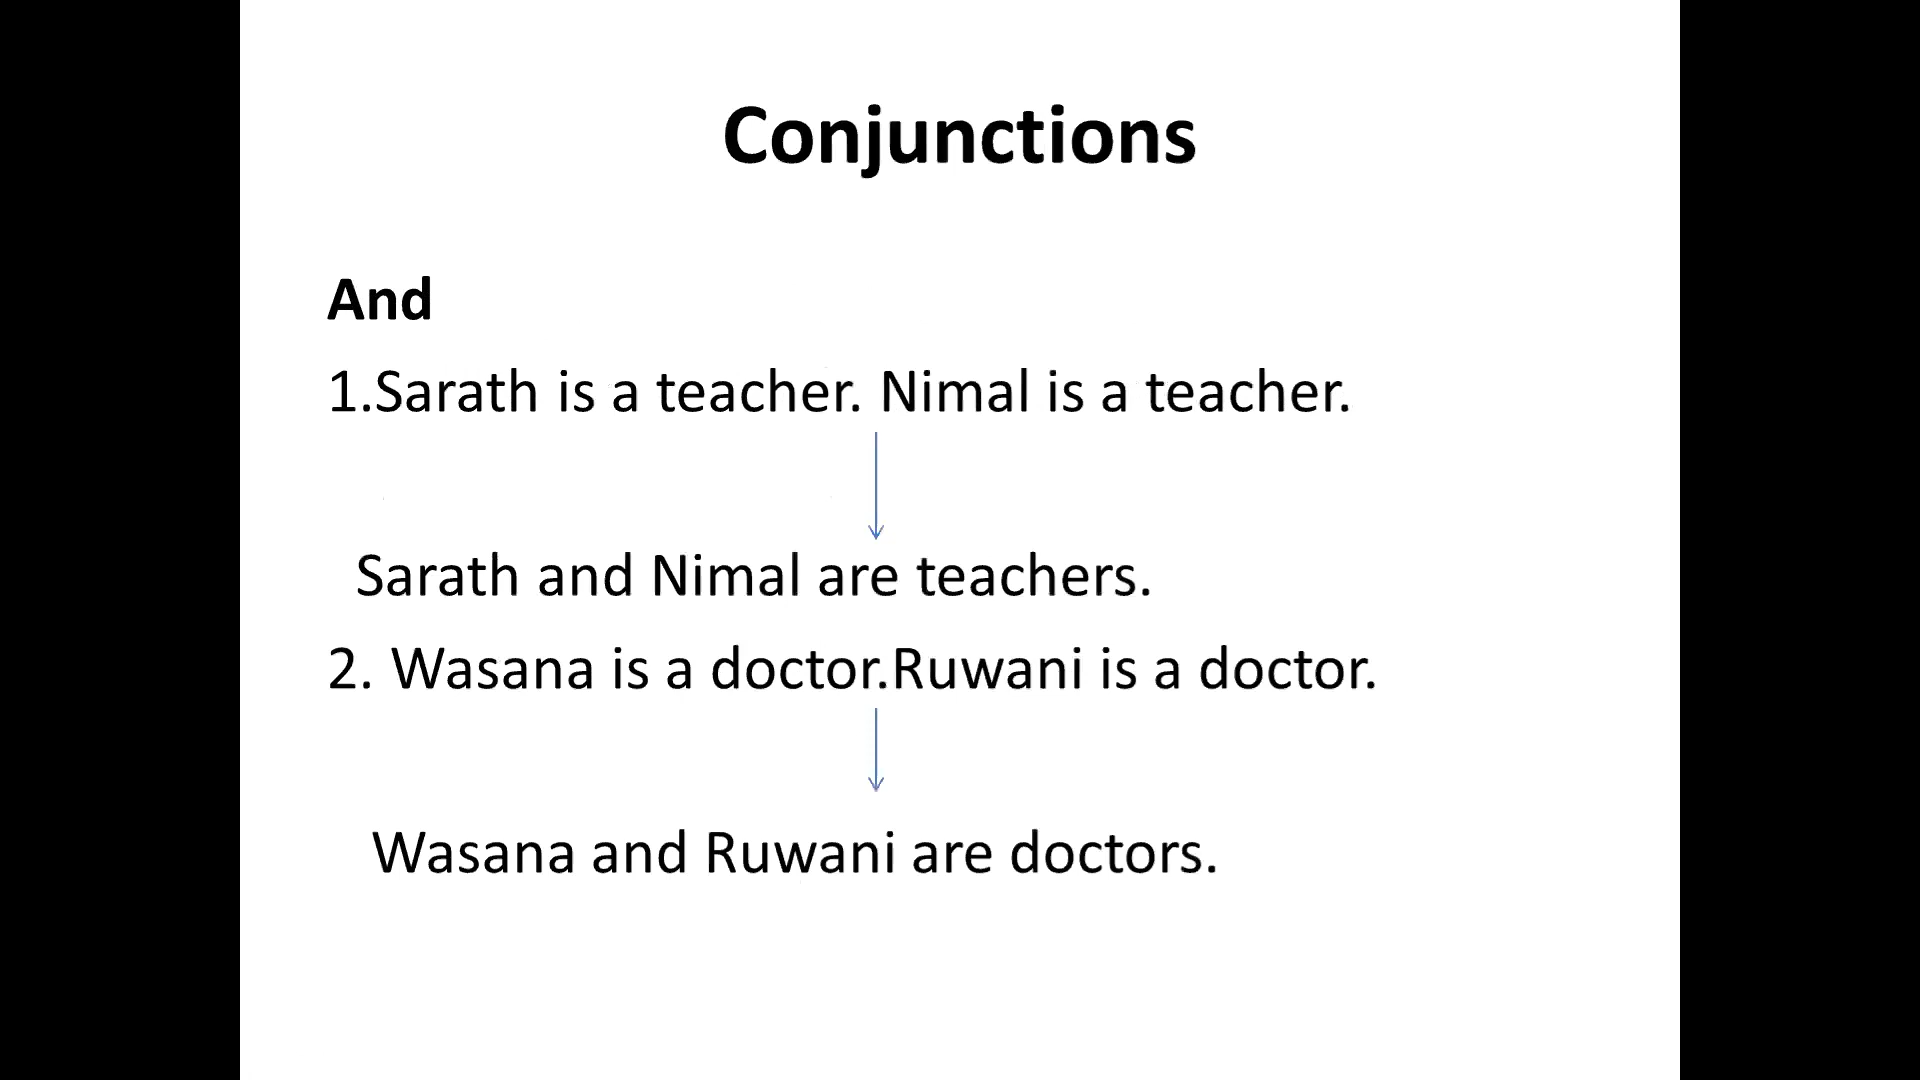 Conjunctions
And
1.Sarath is a teacher. Nimal is a teacher.
Sarath and Nimal are teachers.
2. Wasana is a doctor.Ruwani is a doctor.
Wasana and Ruwani are doctors.